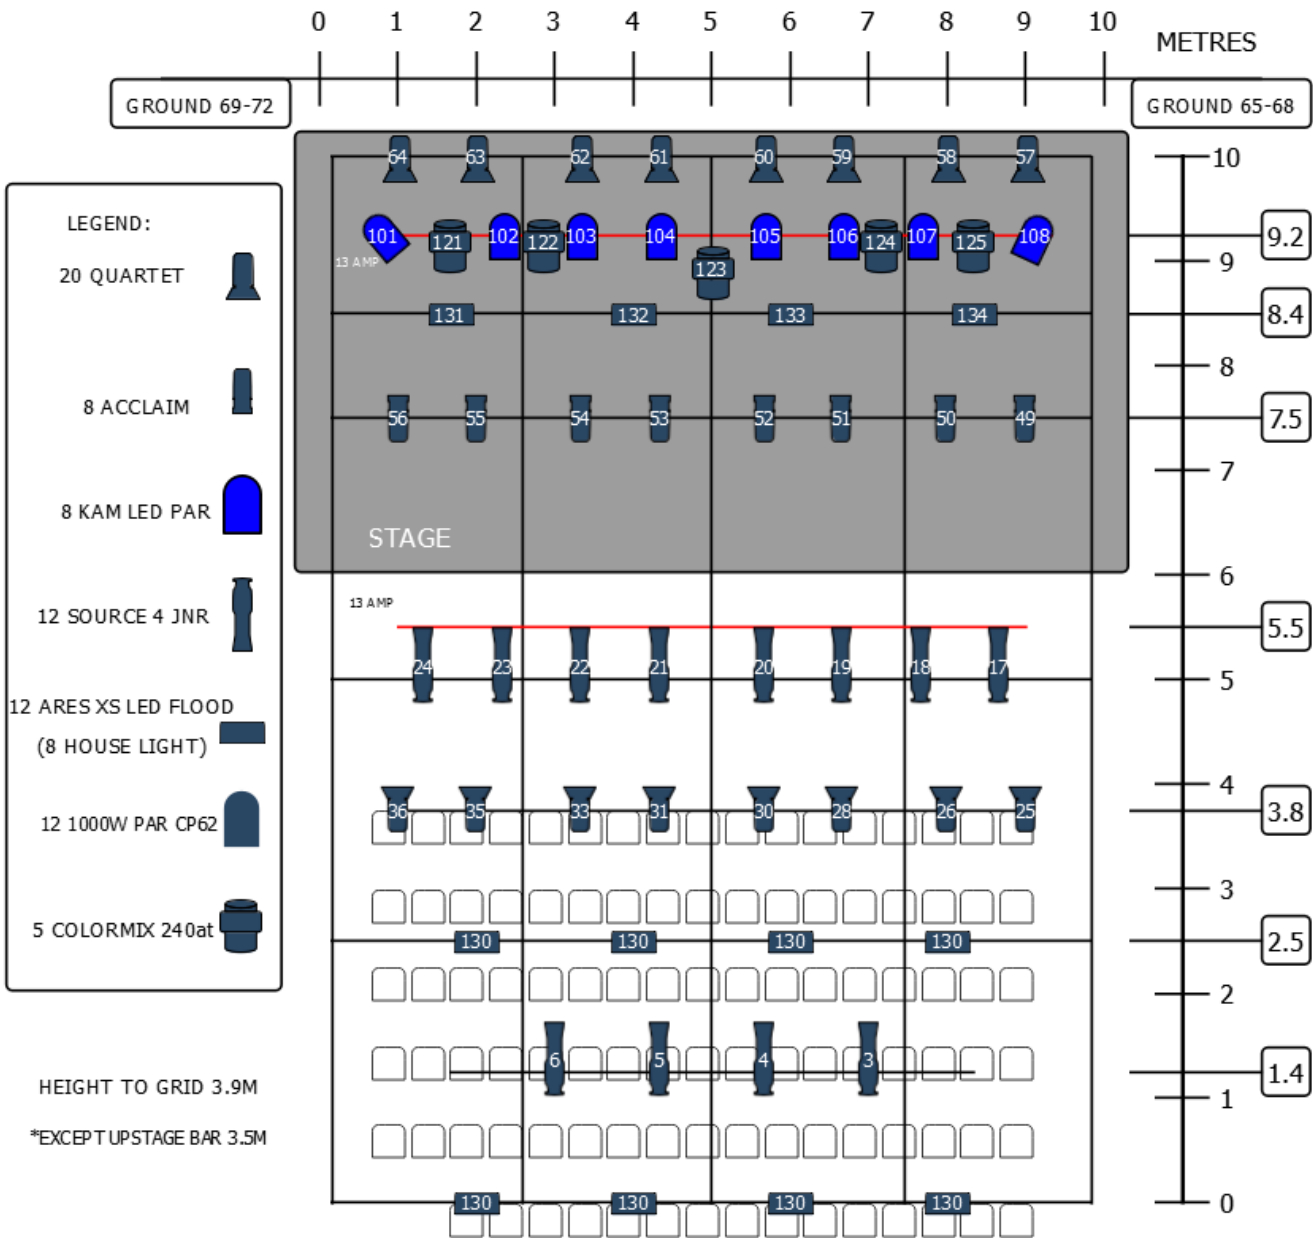 0 1 2 3 4 5 6 7 8 9 10
METRES
GROUND 69-72
GROUND 65-68
64 63 62 61 60 59 58 57
10
LEGEND:
101 121 102 122 103 104 105 106 124 107 125 108
9.2
13 AMP
123
9
20 QUARTET
131 132 133 134
8.4
8
8 ACCLAIM
56 55 54 53 52 51 50 49
7.5
7
8 KAM LED PAR
STAGE
6
13 AMP
12 SOURCE 4 JNR
5.5
24 23 22 21 20 19 18 17
5
12 ARES XS LED FLOOD
(8 HOUSE LIGHT)
4
36 35 33 31 30 28 26 25
3.8
12 1000W PAR CP62
3
5 COLORMIX 240at
130 130 130 130
2.5
2
6 5 4 3
1.4
HEIGHT TO GRID 3.9M
1
*EXCEPT UPSTAGE BAR 3.5M
130 130 130 130
0